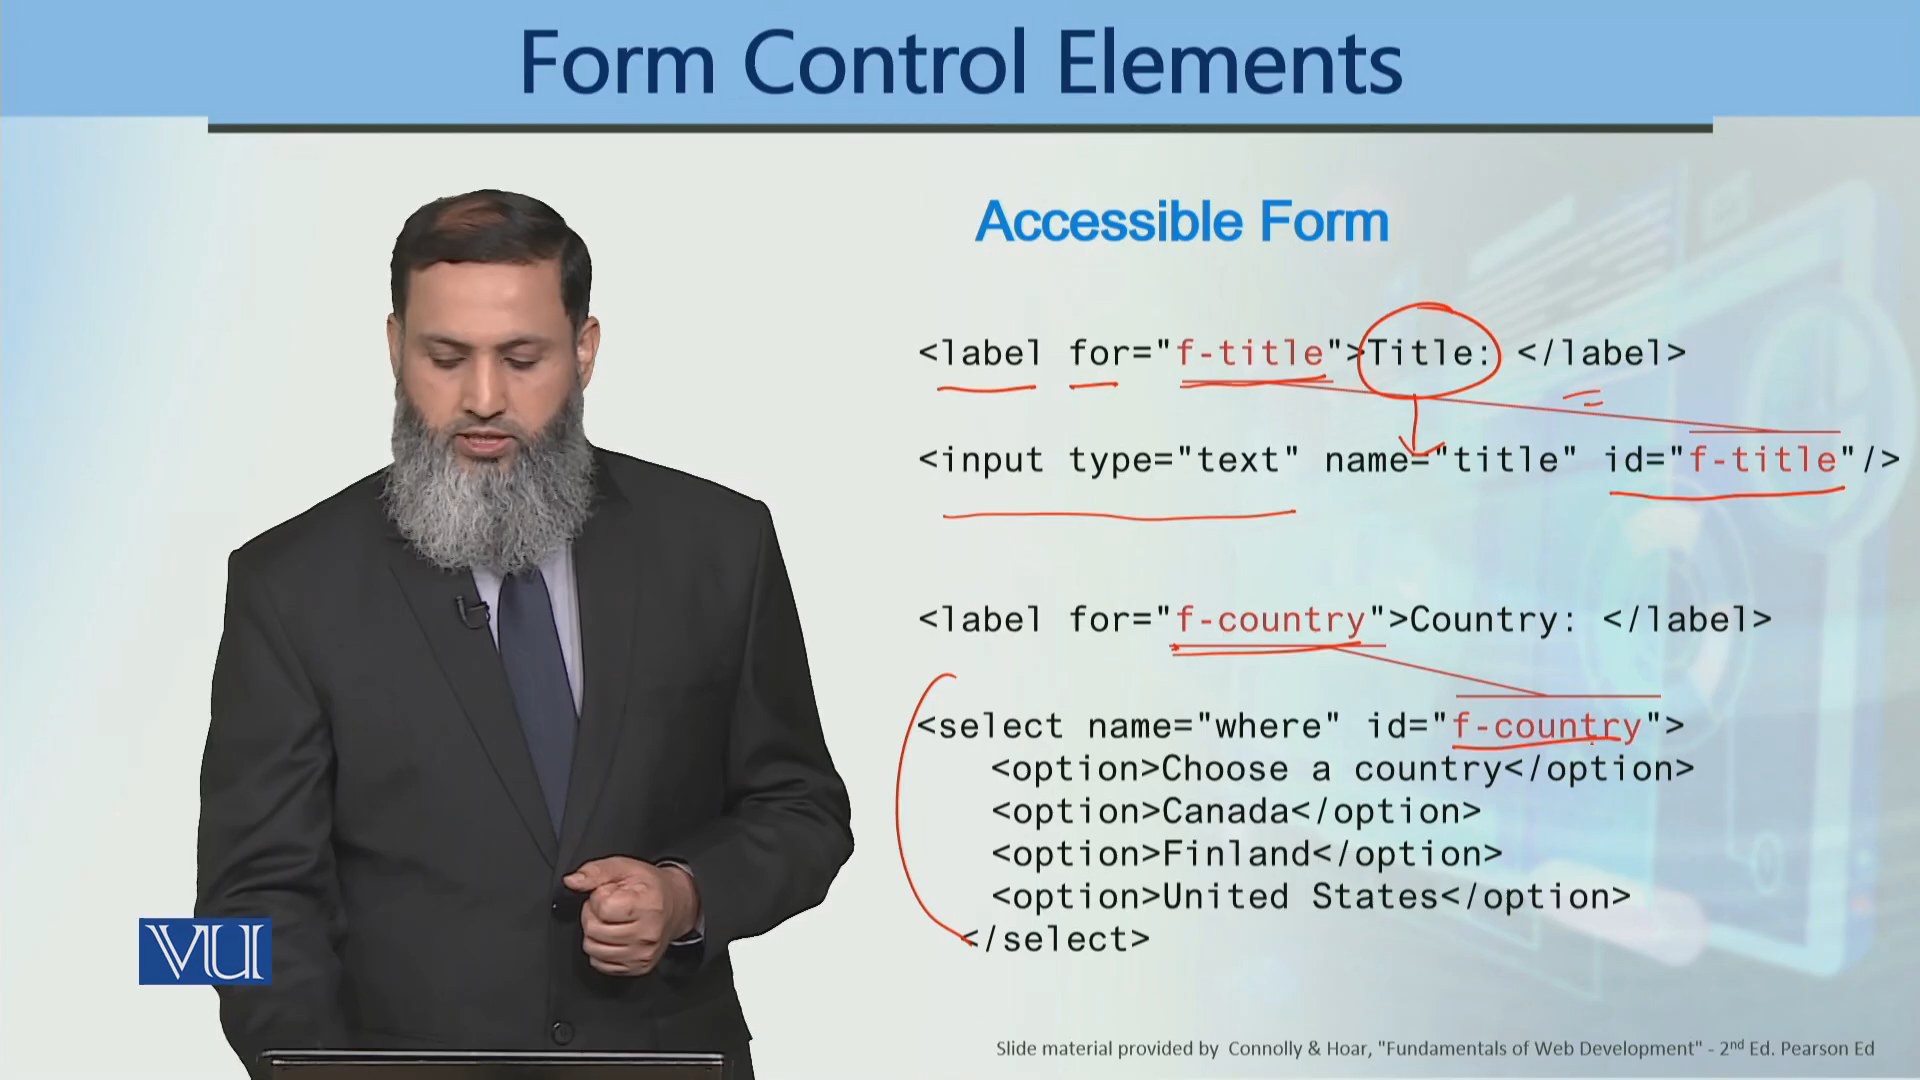 Form Control Elements
Accessible Form
<label for="f-title">Title: </label>
<input type="text" name="title" id="f-title"/>
<label for="f-country">Country: </label>
<select name="where" id="f-country">
<option>Choose a country</option>
<option>Canada</option>
<option>Finland</option>
<option>United States</option>
</select>
VU
Slide material provided by Connolly & Hoar, "Fundamentals of Web Development" - 2nd Ed. Pearson Ed